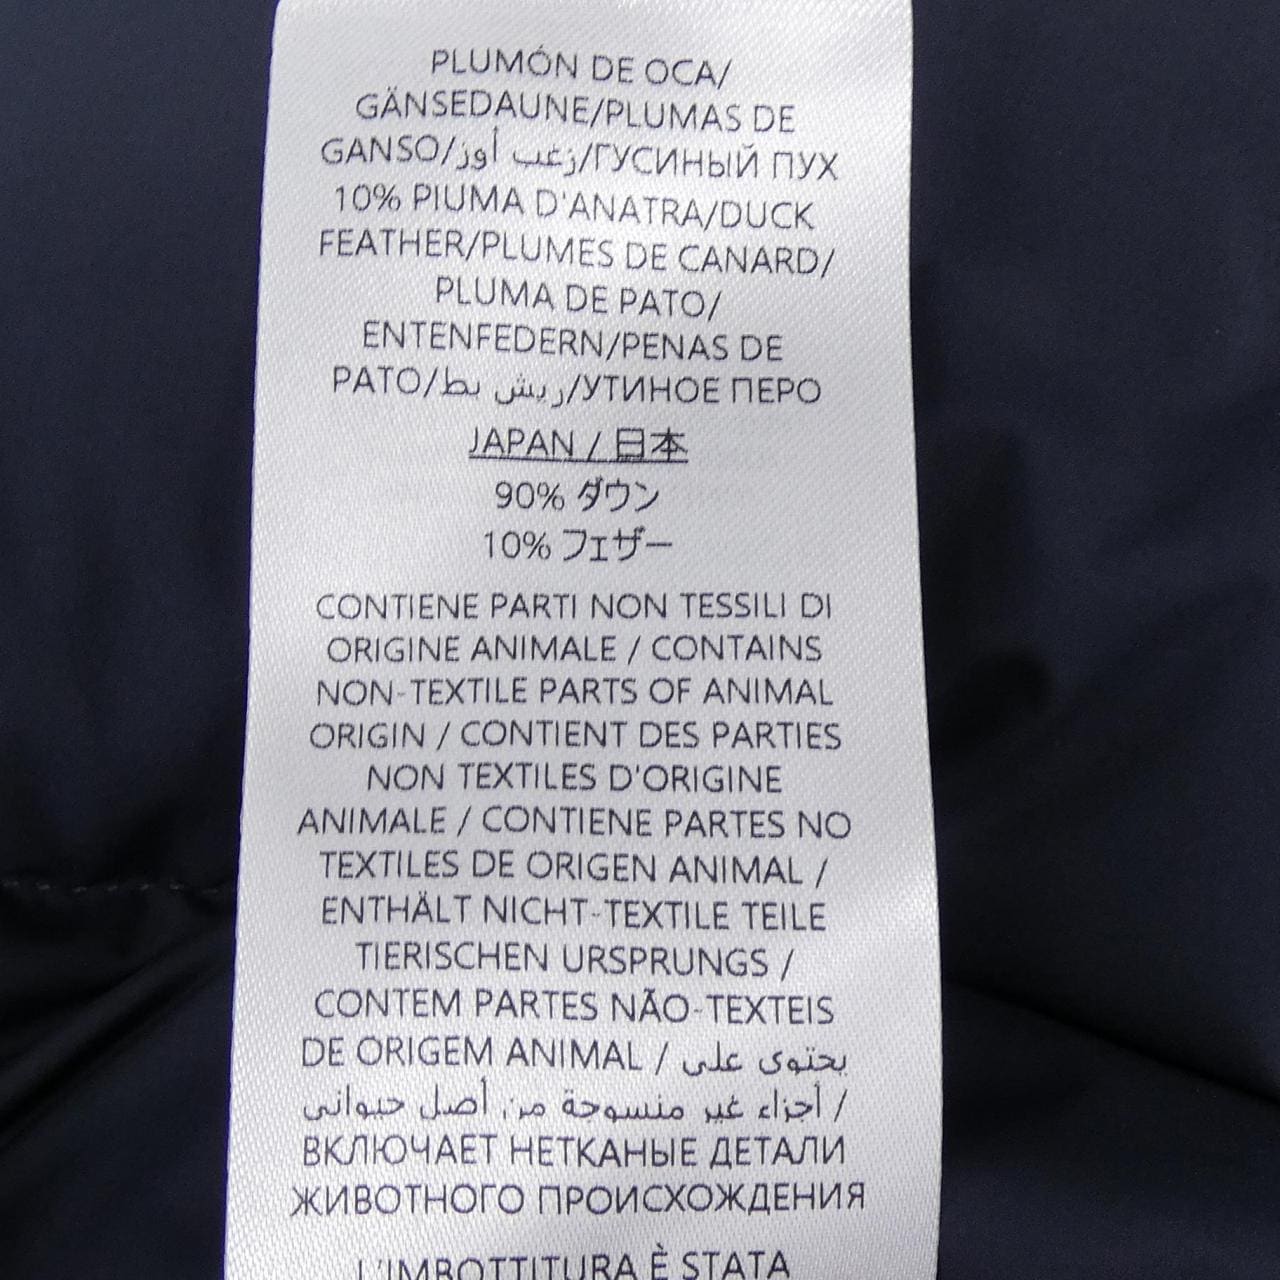 PLUMÓN DE OCA/
GÄNSEDAUNE/PLUMAS DE
GANSO/زغب أوز/ГУСИНЫЙ ПУХ
10% PIUMA D'ANATRA/DUCK
FEATHER/PLUMES DE CANARD/
PLUMA DE PATO/
ENTENFEDERN/PENAS DE
PATO/ريش بط/УТИНОЕ ПЕРО
JAPAN / 日本
90% ダウン
10% フェザー
CONTIENE PARTI NON TESSILI DI
ORIGINE ANIMALE / CONTAINS
NON-TEXTILE PARTS OF ANIMAL
ORIGIN / CONTIENT DES PARTIES
NON TEXTILES D'ORIGINE
ANIMALE / CONTIENE PARTES NO
TEXTILES DE ORIGEN ANIMAL /
ENTHÄLT NICHT-TEXTILE TEILE
TIERISCHEN URSPRUNGS /
CONTEM PARTES NÃO-TEXTEIS
DE ORIGEM ANIMAL / يحتوى على
أجزاء غير منسوجة من أصل حيوانى /
ВКЛЮЧАЕТ НЕТКАНЫЕ ДЕТАЛИ
ЖИВОТНОГО ПРОИСХОЖДЕНИЯ
L'IMBOTTITURA È STATA